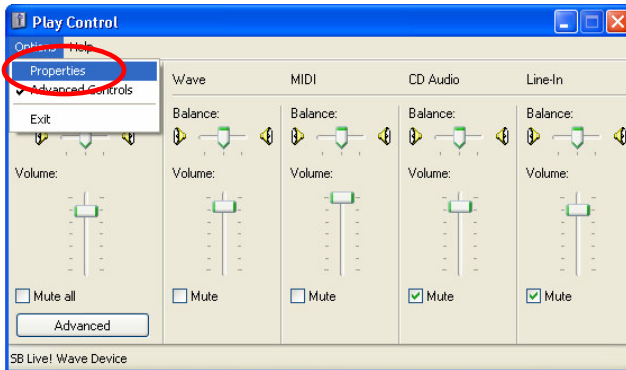 Play Control
Options Help
Properties
Advanced Controls
Exit
Wave MIDI CD Audio Line-In
Balance: Balance: Balance: Balance:
Volume: Volume: Volume: Volume: Volume:
Mute all Mute Mute Mute Mute
Advanced
SB Live! Wave Device